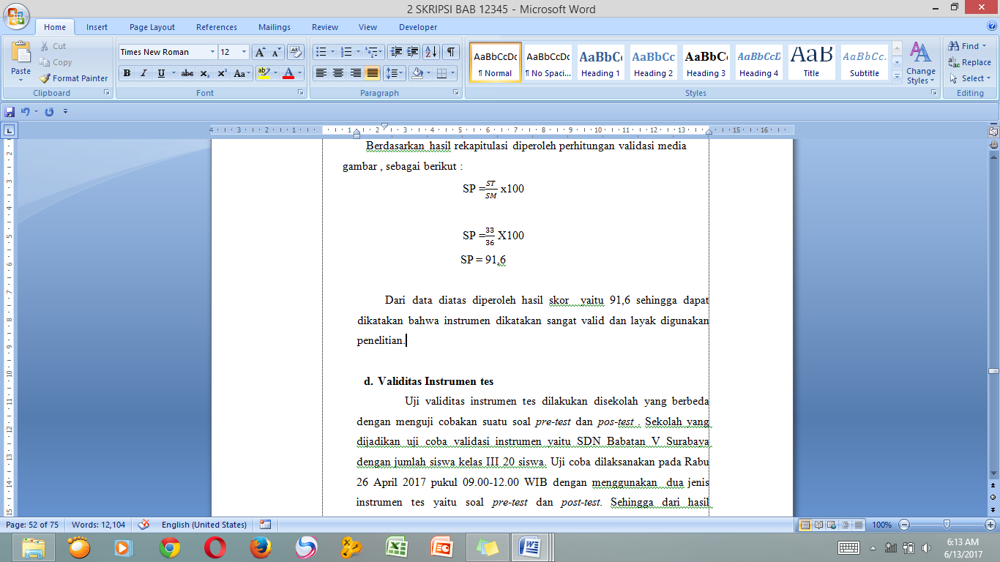 2 SKRIPSI BAB 12345 - Microsoft Word
Home Insert Page Layout References Mailings Review View Developer
Paste
Cut
Copy
Format Painter
Clipboard
Times New Roman 12
Font
Paragraph
AaBbCcDc AaBbCcDc AaBbCc AaBbCc AaBbCc AaBbCcD AaB AaBbCc.
¶ Normal ¶ No Spaci... Heading 1 Heading 2 Heading 3 Heading 4 Title Subtitle
Change Styles
Styles
Find
Replace
Select
Editing
Berdasarkan hasil rekapitulasi diperoleh perhitungan validasi media
gambar , sebagai berikut :
SP =ST/SM x100
SP =33/36 X100
SP = 91,6
Dari data diatas diperoleh hasil skor yaitu 91,6 sehingga dapat
dikatakan bahwa instrumen dikatakan sangat valid dan layak digunakan
penelitian.
d. Validitas Instrumen tes
Uji validitas instrumen tes dilakukan disekolah yang berbeda
dengan menguji cobakan suatu soal pre-test dan pos-test . Sekolah yang
dijadikan uji coba validasi instrumen yaitu SDN Babatan V Surabaya
dengan jumlah siswa kelas III 20 siswa. Uji coba dilaksanakan pada Rabu
26 April 2017 pukul 09.00-12.00 WIB dengan menggunakan dua jenis
instrumen tes yaitu soal pre-test dan post-test. Sehingga dari hasil
Page: 52 of 75 Words: 12,104 English (United States) 100%
6:13 AM
6/13/2017